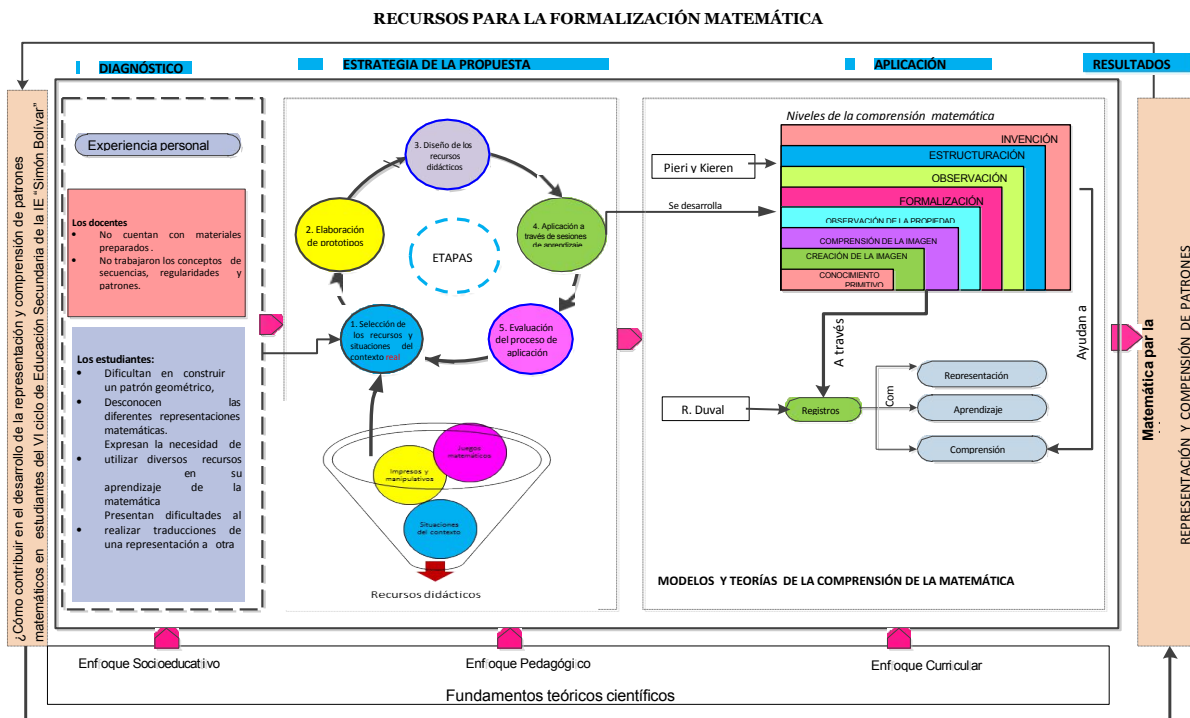 RECURSOS PARA LA FORMALIZACIÓN MATEMÁTICA
DIAGNÓSTICO
ESTRATEGIA DE LA PROPUESTA
APLICACIÓN
RESULTADOS
¿Cómo contribuir en el desarrollo de la representación y comprensión de patrones
matemáticos en estudiantes del VI ciclo de Educación Secundaria de la IE "Simón Bolívar"
Experiencia personal
Los docentes
• No cuentan con materiales
preparados .
• No trabajaron los conceptos de
secuencias, regularidades y
patrones.
Los estudiantes:
• Dificultan en construir
un patrón geométrico,
• Desconocen las
diferentes representaciones
matemáticas.
Expresan la necesidad de
• utilizar diversos recursos
en su
aprendizaje de la
matemática
Presentan dificultades al
• realizar traducciones de
una representación a otra
3. Diseño de los
recursos
didácticos
2. Elaboración
de prototipos
4. Aplicación a
través de sesiones
de aprendizaje
ETAPAS
1. Selección de
los recursos y
situaciones del
contexto real
5. Evaluación
del proceso de
aplicación
Juegos
matemáticos
Impresos y
manipulativos
Situaciones
del contexto
Recursos didácticos
Niveles de la comprensión matemática
INVENCIÓN
ESTRUCTURACIÓN
OBSERVACIÓN
FORMALIZACIÓN
OBSERVACIÓN DE LA PROPIEDAD
COMPRENSIÓN DE LA IMAGEN
CREACIÓN DE LA IMAGEN
CONOCIMIENTO
PRIMITIVO
Pieri y Kieren
Se desarrolla
A través
Ayudan a
R. Duval
Registros
Com
Representación
Aprendizaje
Comprensión
MODELOS Y TEORÍAS DE LA COMPRENSIÓN DE LA MATEMÁTICA
Matemática par la
REPRESENTACIÓN Y COMPENSIÓN DE PATRONES
Enfoque Socioeducativo
Enfoque Pedagógico
Enfoque Curricular
Fundamentos teóricos científicos